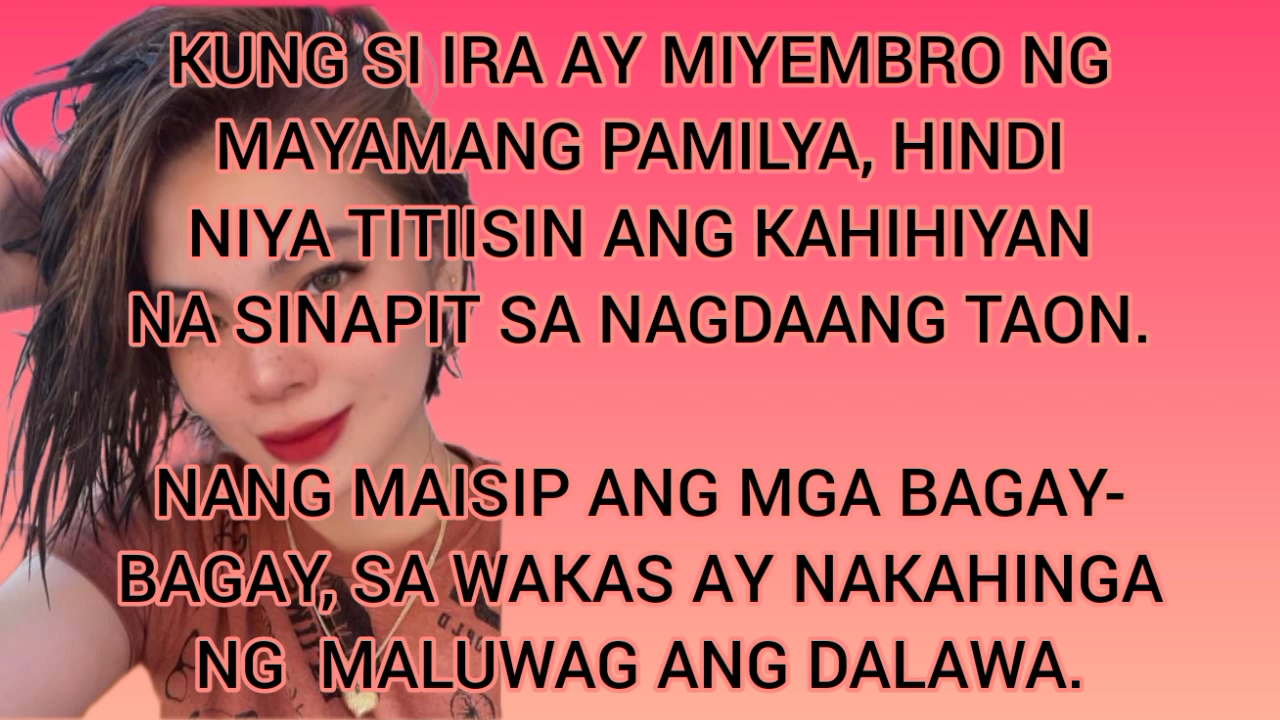 KUNG SI IRA AY MIYEMBRO NG
MAYAMANG PAMILYA, HINDI
NIYA TITIISIN ANG KAHIHIYAN
NA SINAPIT SA NAGDAANG TAON.
NANG MAISIP ANG MGA BAGAY-
BAGAY, SA WAKAS AY NAKAHINGA
NG MALUWAG ANG DALAWA.